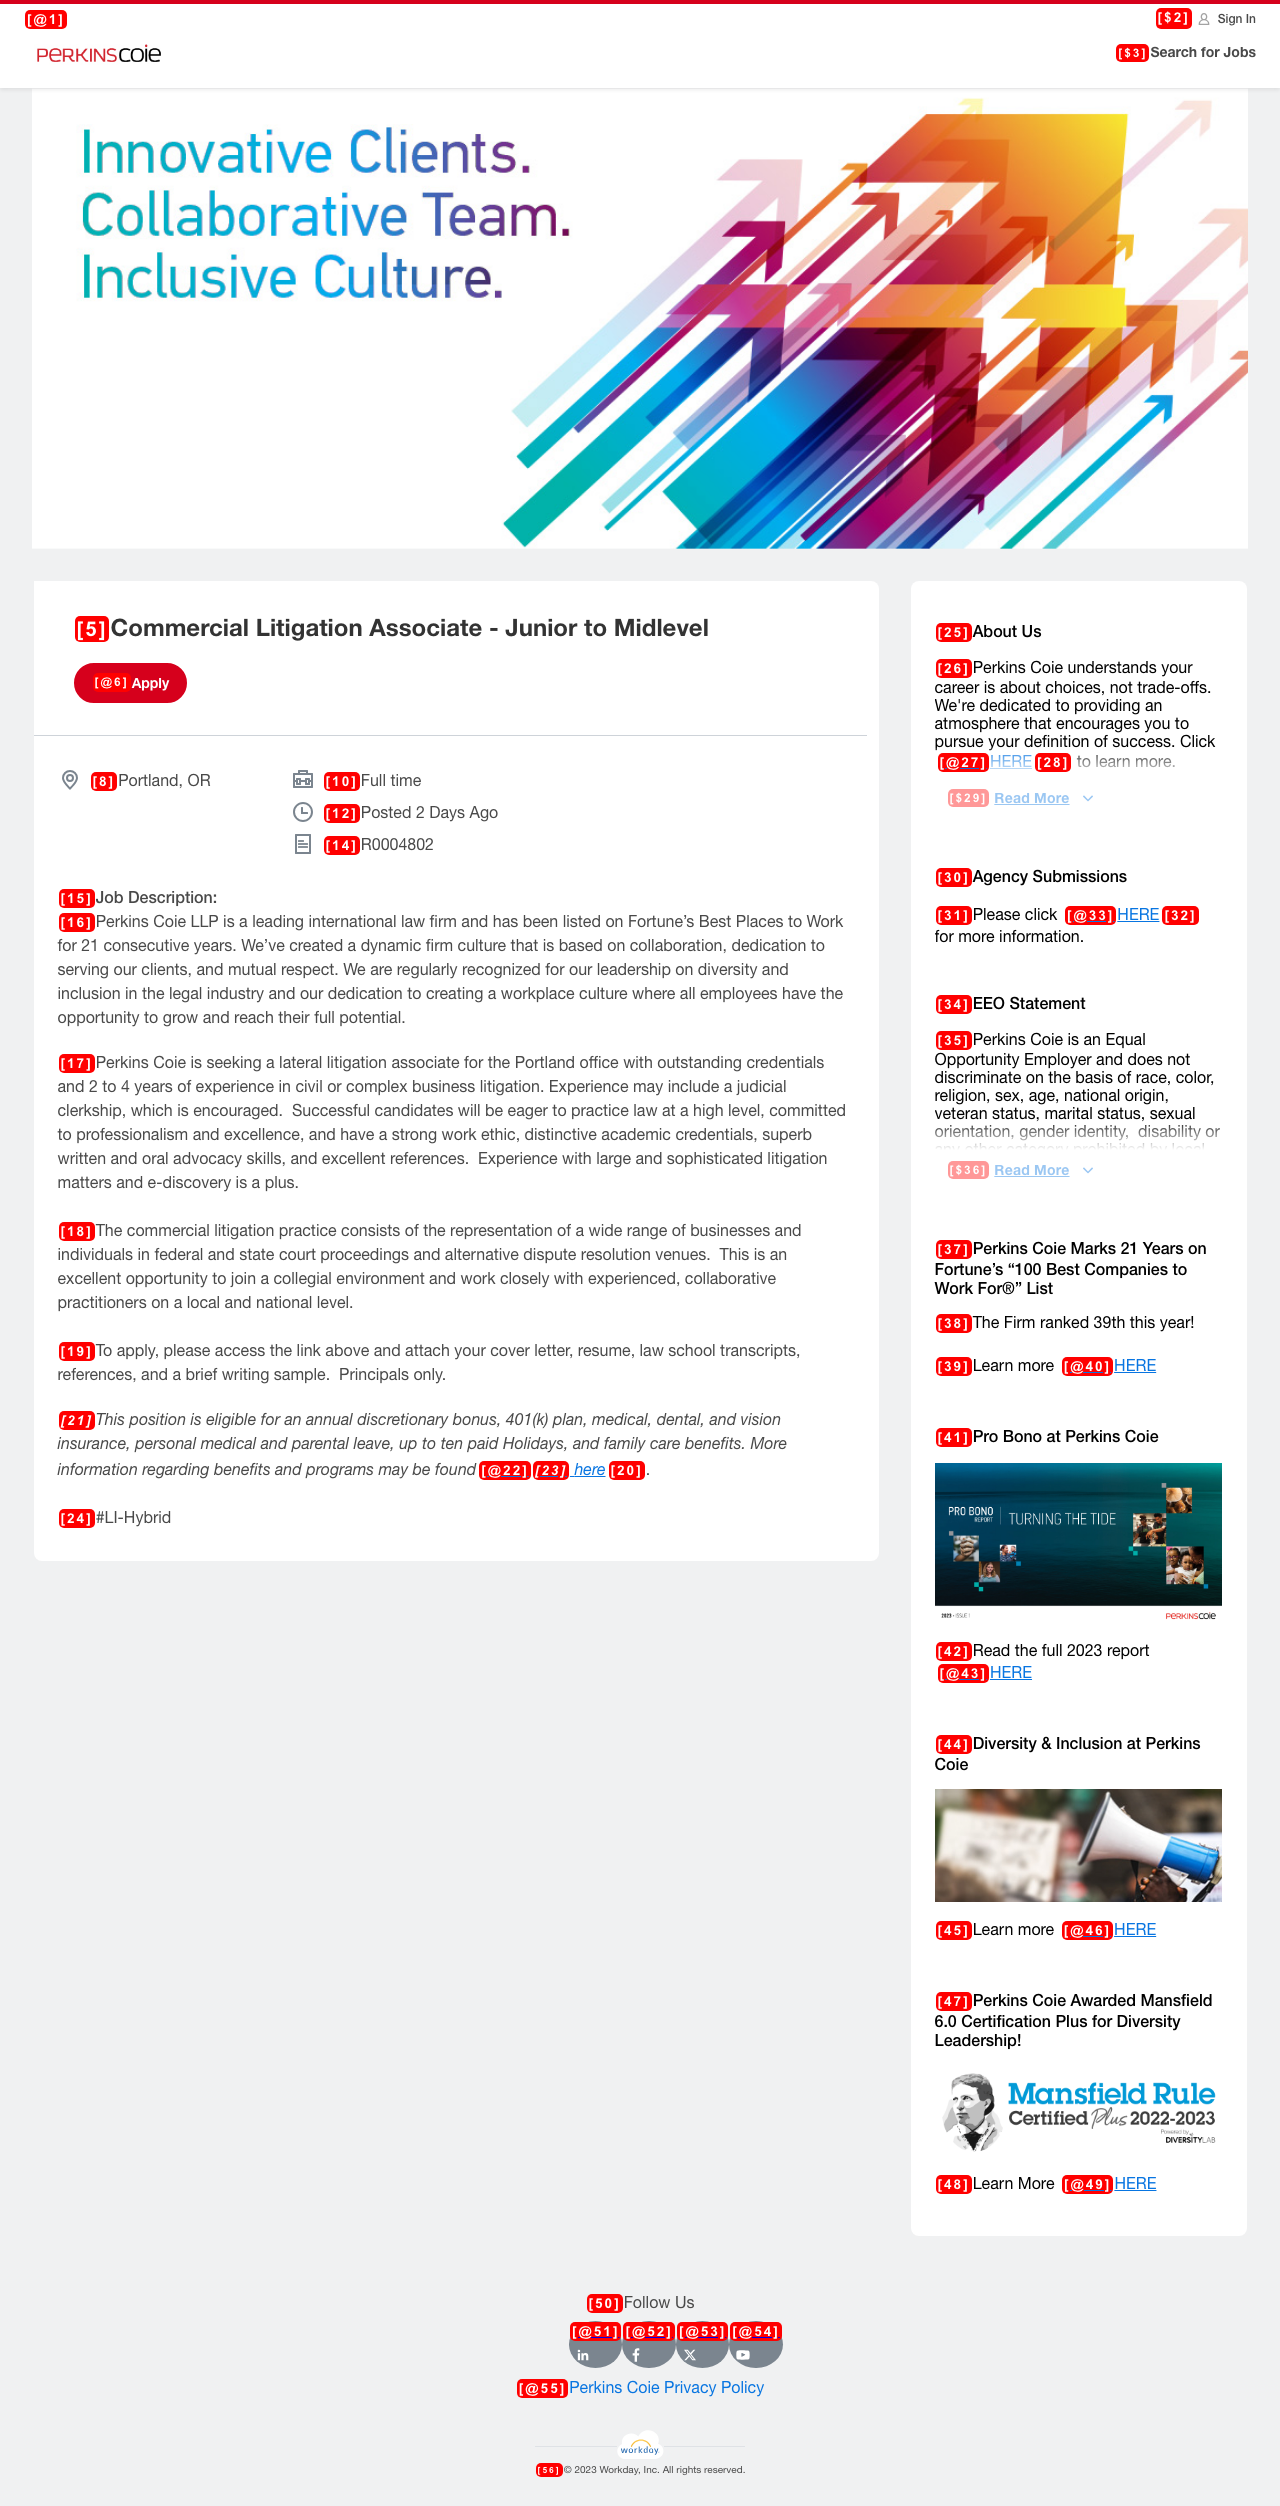 [@1]
[$2] Sign In
PERKINSCOIE
[$3]Search for Jobs
Innovative Clients.
Collaborative Team.
Inclusive Culture.
[5]Commercial Litigation Associate - Junior to Midlevel
[@6] Apply
[8]Portland, OR
[10]Full time
[12]Posted 2 Days Ago
[14]R0004802
[15]Job Description:
[16]Perkins Coie LLP is a leading international law firm and has been listed on Fortune’s Best Places to Work
for 21 consecutive years. We’ve created a dynamic firm culture that is based on collaboration, dedication to
serving our clients, and mutual respect. We are regularly recognized for our leadership on diversity and
inclusion in the legal industry and our dedication to creating a workplace culture where all employees have the
opportunity to grow and reach their full potential.
[17]Perkins Coie is seeking a lateral litigation associate for the Portland office with outstanding credentials
and 2 to 4 years of experience in civil or complex business litigation. Experience may include a judicial
clerkship, which is encouraged.  Successful candidates will be eager to practice law at a high level, committed
to professionalism and excellence, and have a strong work ethic, distinctive academic credentials, superb
written and oral advocacy skills, and excellent references.  Experience with large and sophisticated litigation
matters and e-discovery is a plus.
[18]The commercial litigation practice consists of the representation of a wide range of businesses and
individuals in federal and state court proceedings and alternative dispute resolution venues.  This is an
excellent opportunity to join a collegial environment and work closely with experienced, collaborative
practitioners on a local and national level.
[19]To apply, please access the link above and attach your cover letter, resume, law school transcripts,
references, and a brief writing sample.  Principals only.
[21]This position is eligible for an annual discretionary bonus, 401(k) plan, medical, dental, and vision
insurance, personal medical and parental leave, up to ten paid Holidays, and family care benefits. More
information regarding benefits and programs may be found [@22][23] here [20].
[24]#LI-Hybrid
[25]About Us
[26]Perkins Coie understands your
career is about choices, not trade-offs.
We're dedicated to providing an
atmosphere that encourages you to
pursue your definition of success. Click
[@27]HERE [28] to learn more.
[$29] Read More
[30]Agency Submissions
[31]Please click [@33]HERE [32]
for more information.
[34]EEO Statement
[35]Perkins Coie is an Equal
Opportunity Employer and does not
discriminate on the basis of race, color,
religion, sex, age, national origin,
veteran status, marital status, sexual
orientation, gender identity,  disability or
any other category prohibited by local
[$36] Read More
[37]Perkins Coie Marks 21 Years on
Fortune’s “100 Best Companies to
Work For®” List
[38]The Firm ranked 39th this year!
[39]Learn more [@40]HERE
[41]Pro Bono at Perkins Coie
PRO BONO
REPORT
TURNING THE TIDE
2023 • ISSUE 1
PERKINSCOIE
[42]Read the full 2023 report
[@43]HERE
[44]Diversity & Inclusion at Perkins
Coie
[45]Learn more [@46]HERE
[47]Perkins Coie Awarded Mansfield
6.0 Certification Plus for Diversity
Leadership!
Mansfield Rule
Certified Plus 2022-2023
Powered by
DIVERSITYLAB
[48]Learn More [@49]HERE
[50]Follow Us
[@51] [@52] [@53] [@54]
[@55]Perkins Coie Privacy Policy
workday
[56]© 2023 Workday, Inc. All rights reserved.